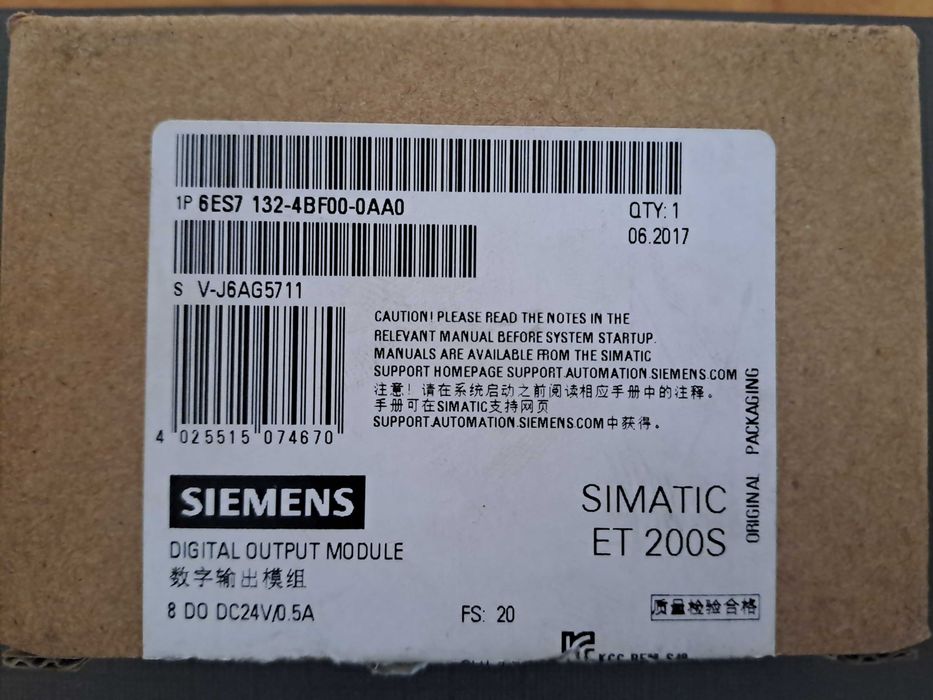 1P 6ES7 132-4BF00-0AA0
QTY: 1
06.2017
S V-J6AG5711
4 025515 074670
CAUTION! PLEASE READ THE NOTES IN THE
RELEVANT MANUAL BEFORE SYSTEM STARTUP.
MANUALS ARE AVAILABLE FROM THE SIMATIC
SUPPORT HOMEPAGE SUPPORT.AUTOMATION.SIEMENS.COM
注意! 请在系统启动之前阅读相应手册中的注释。
手册可在SIMATIC支持网页
SUPPORT.AUTOMATION.SIEMENS.COM 中获得。
ORIGINAL PACKAGING
SIEMENS
SIMATIC
ET 200S
DIGITAL OUTPUT MODULE
数字输出模组
8 DO DC24V/0.5A
FS: 20
质量检验合格